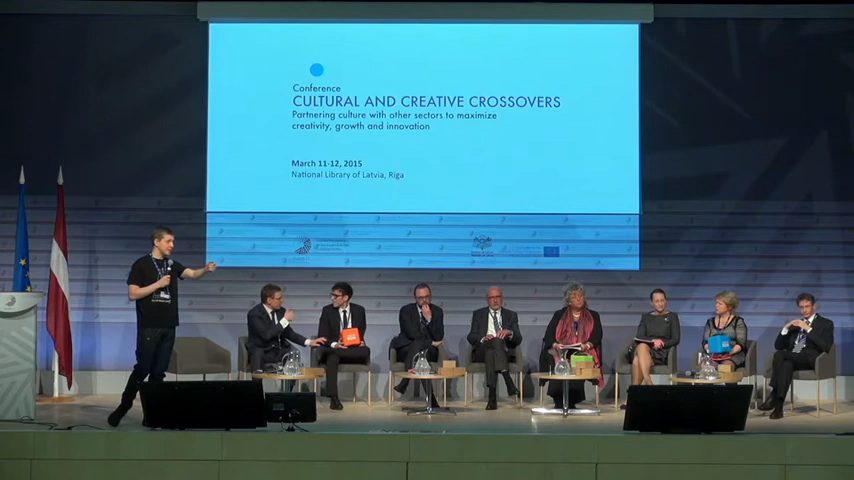 Conference
CULTURAL AND CREATIVE CROSSOVERS
Partnering culture with other sectors to maximize
creativity, growth and innovation
March 11-12, 2015
National Library of Latvia, Riga